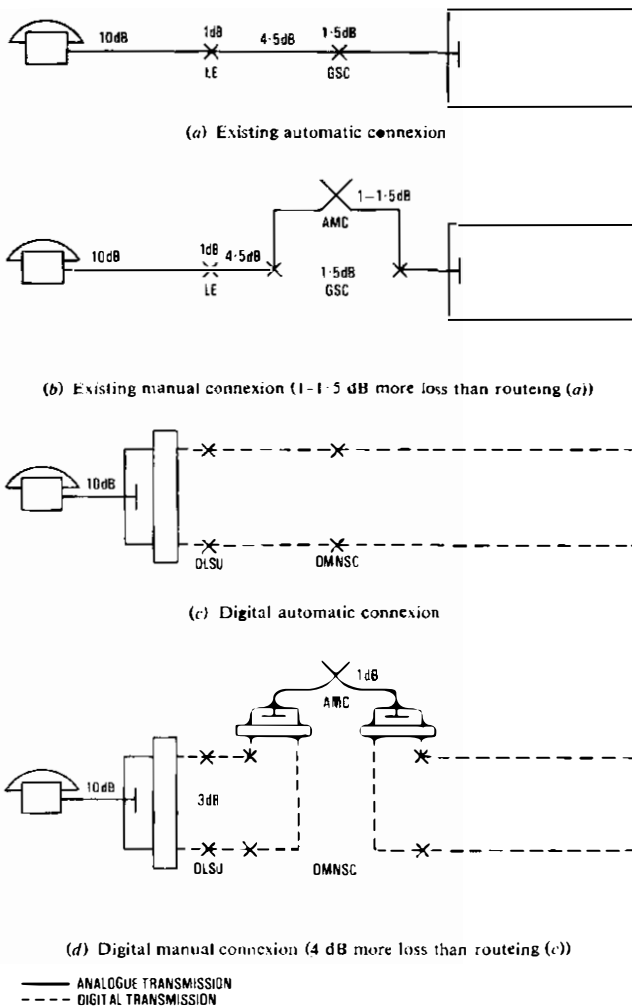 10dB 1dB 4·5dB 1·5dB
LE GSC
(a) Existing automatic connexion
1–1·5dB
AMC
10dB 1dB 4·5dB 1·5dB
LE GSC
(b) Existing manual connexion (1–1·5 dB more loss than routeing (a))
10dB
DLSU DMNSC
(c) Digital automatic connexion
1dB
AMC
10dB 3dB
DLSU DMNSC
(d) Digital manual connexion (4 dB more loss than routeing (c))
ANALOGUE TRANSMISSION
DIGITAL TRANSMISSION